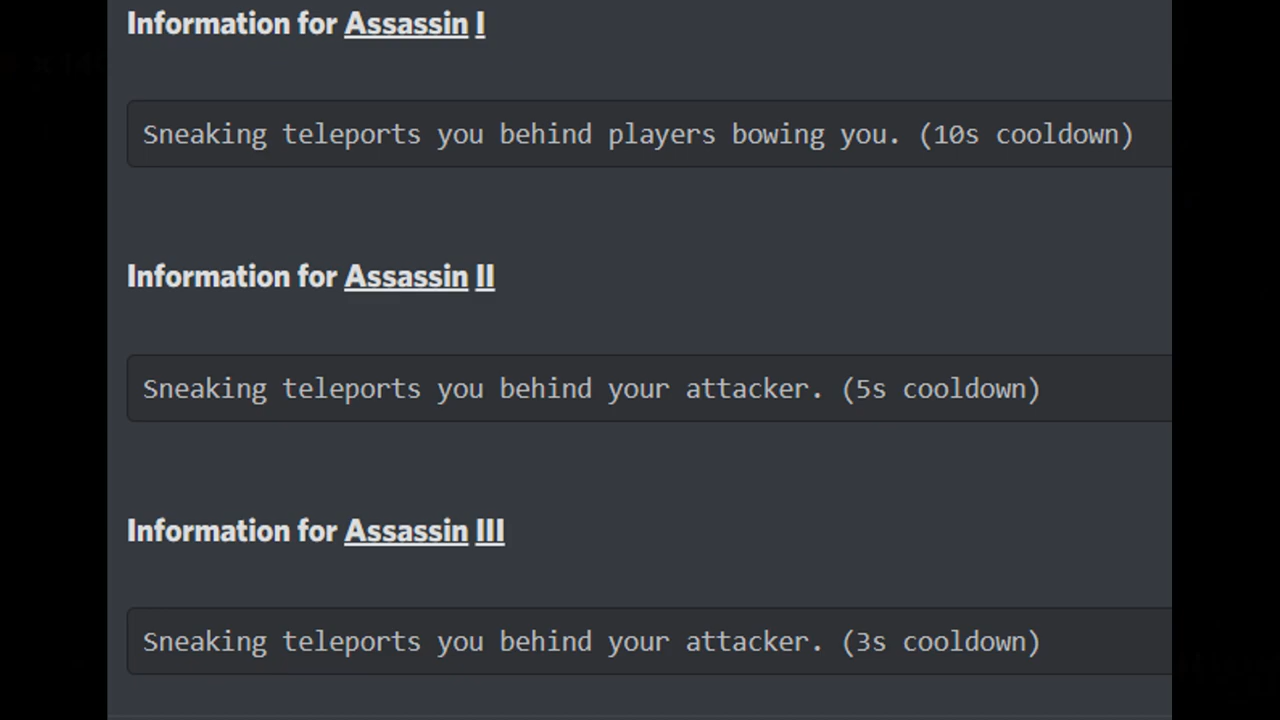 Information for Assassin I
Sneaking teleports you behind players bowing you. (10s cooldown)
Information for Assassin II
Sneaking teleports you behind your attacker. (5s cooldown)
Information for Assassin III
Sneaking teleports you behind your attacker. (3s cooldown)